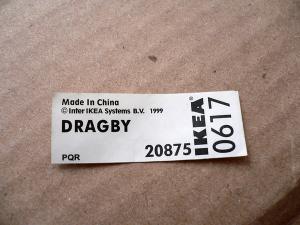 Made In China
© Inter IKEA Systems B.V. 1999
DRAGBY
PQR
20875
IKEA®
0617